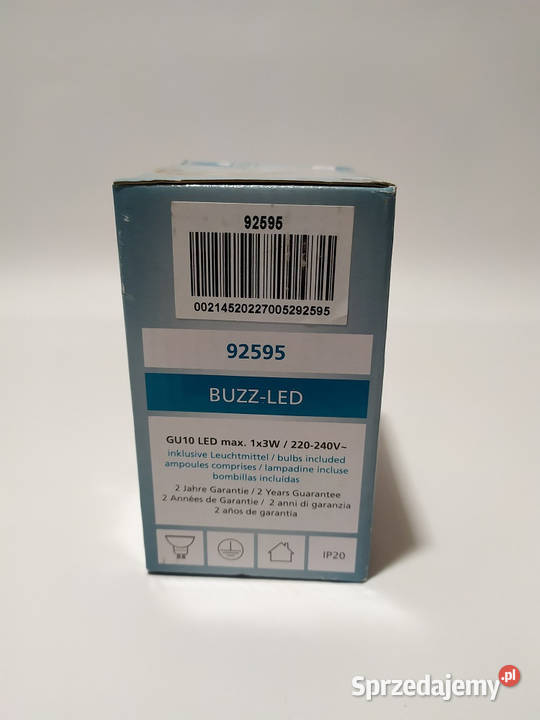 92595
00214520227005292595
92595
BUZZ-LED
GU10 LED max. 1x3W / 220-240V~
inklusive Leuchtmittel / bulbs included
ampoules comprises / lampadine incluse
bombillas incluídas
2 Jahre Garantie / 2 Years Guarantee
2 Années de Garantie / 2 anni di garanzia
2 años de garantia
IP20
Sprzedajemy.pl